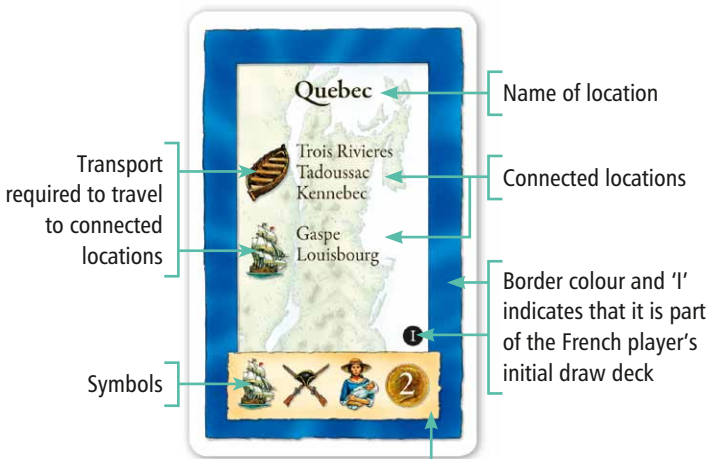 Quebec
Name of location
Trois Rivieres
Tadoussac
Kennebec
Transport
required to travel
to connected
locations
Connected locations
Gaspe
Louisbourg
Border colour and ‘I’
indicates that it is part
of the French player’s
initial draw deck
I
Symbols
2